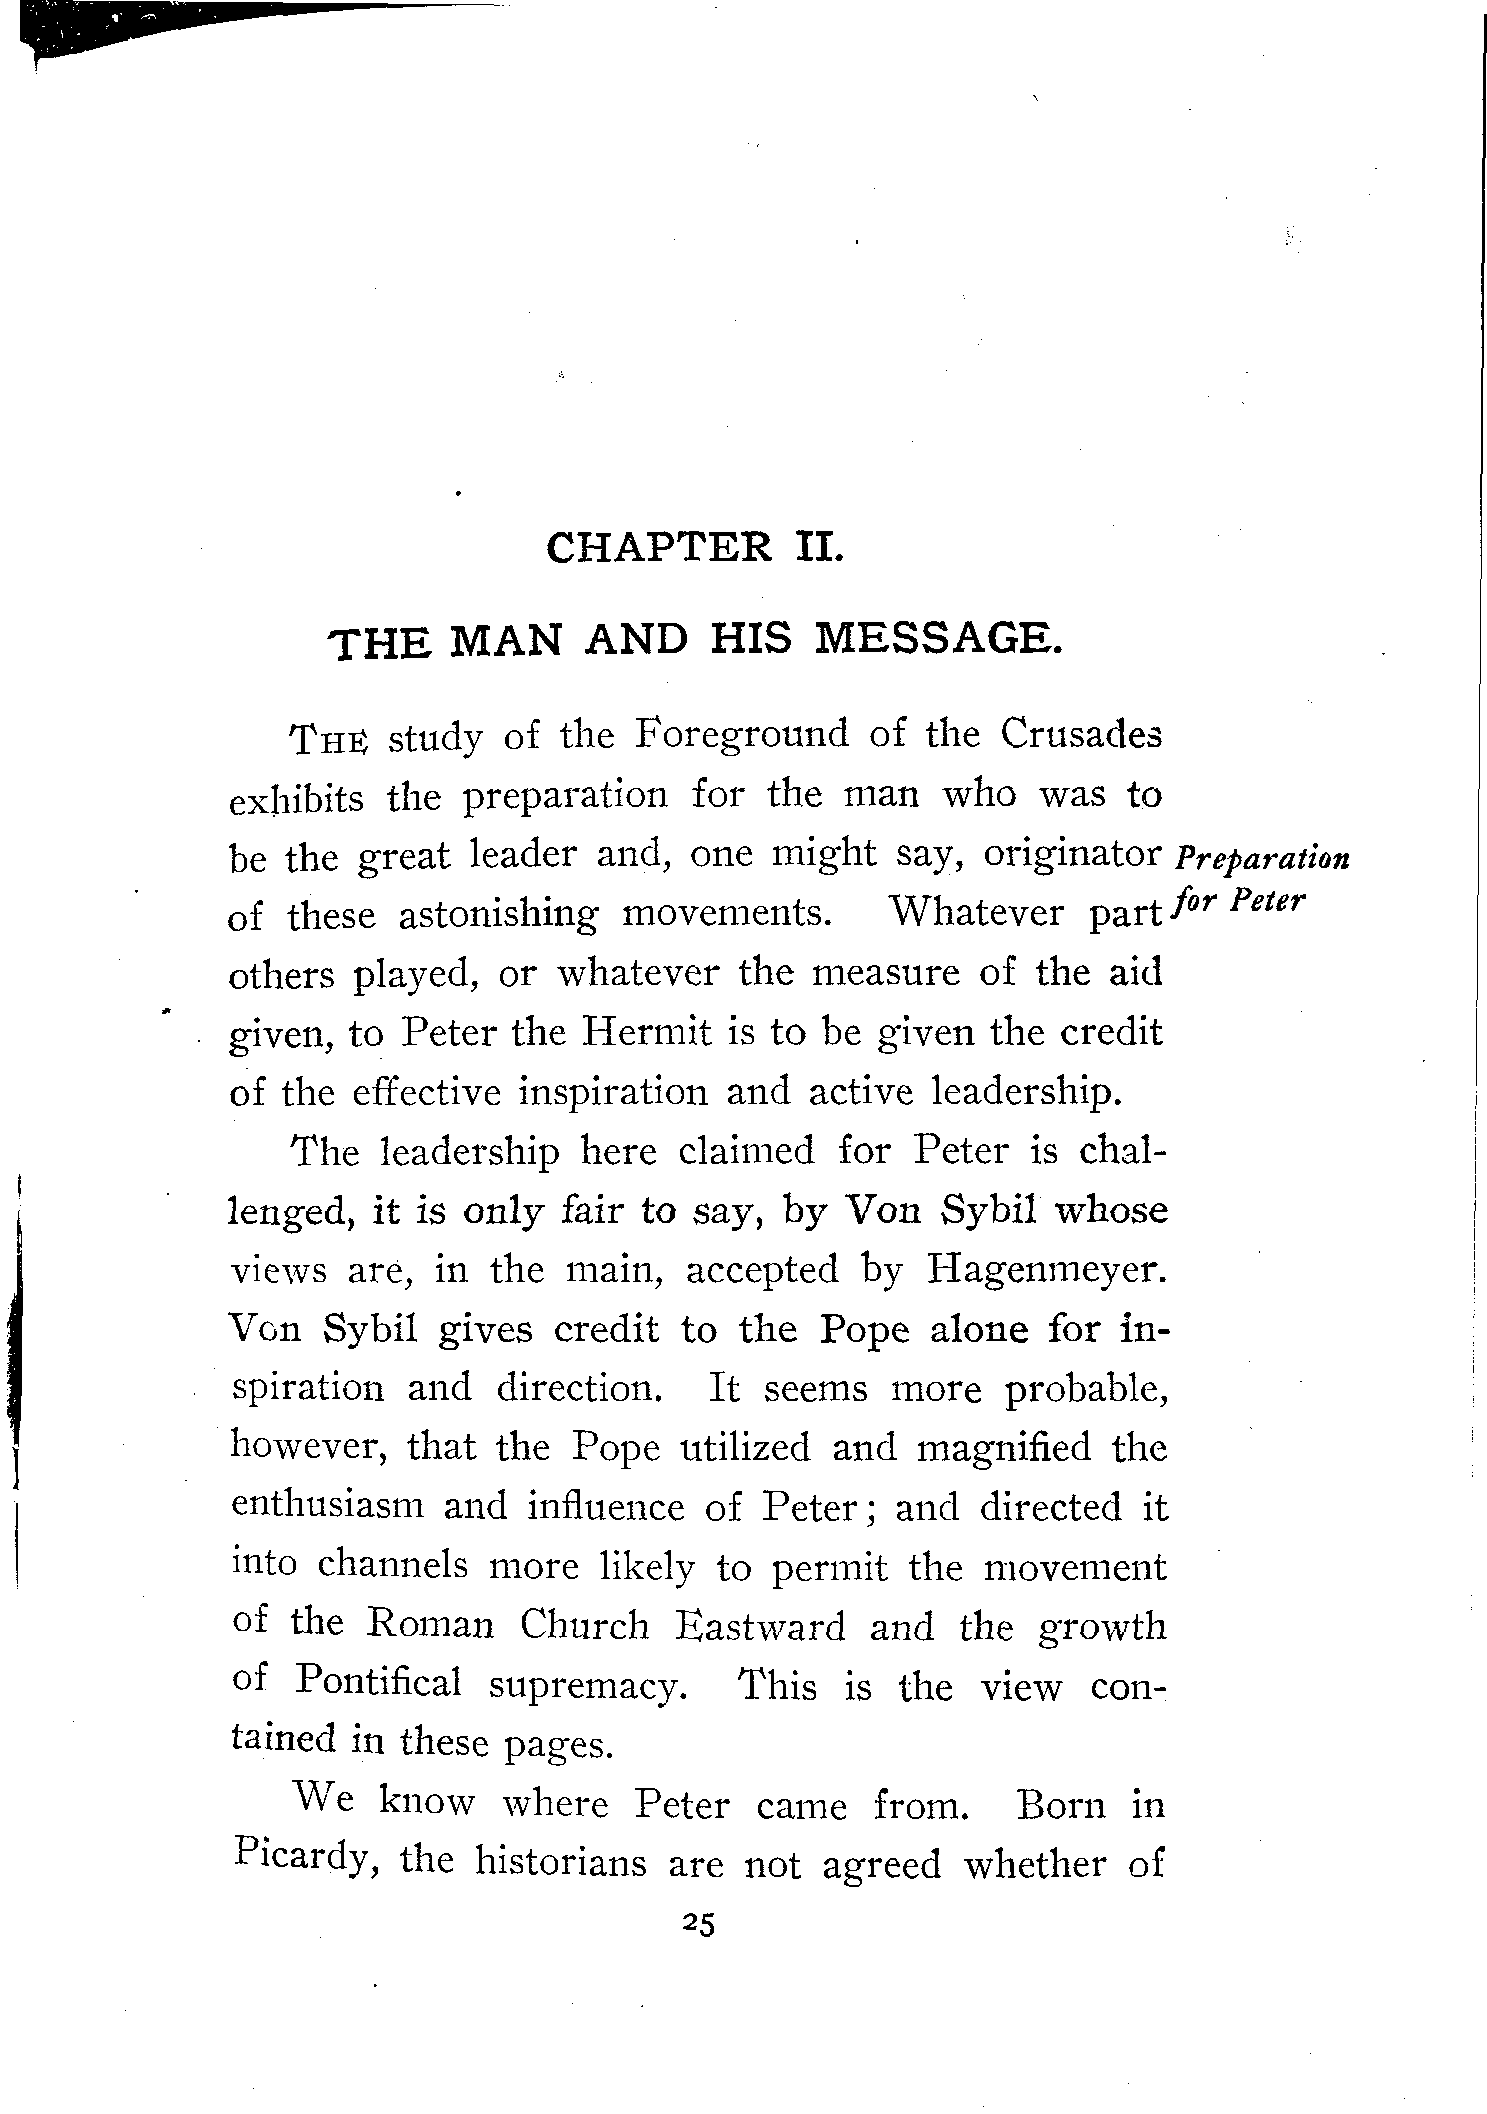 CHAPTER II.
THE MAN AND HIS MESSAGE.
THE study of the Foreground of the Crusades
exhibits the preparation for the man who was to
be the great leader and, one might say, originator
Preparation
of these astonishing movements. Whatever part
for Peter
others played, or whatever the measure of the aid
given, to Peter the Hermit is to be given the credit
of the effective inspiration and active leadership.
The leadership here claimed for Peter is chal-
lenged, it is only fair to say, by Von Sybil whose
views are, in the main, accepted by Hagenmeyer.
Von Sybil gives credit to the Pope alone for in-
spiration and direction. It seems more probable,
however, that the Pope utilized and magnified the
enthusiasm and influence of Peter; and directed it
into channels more likely to permit the movement
of the Roman Church Eastward and the growth
of Pontifical supremacy. This is the view con-
tained in these pages.
We know where Peter came from. Born in
Picardy, the historians are not agreed whether of
25